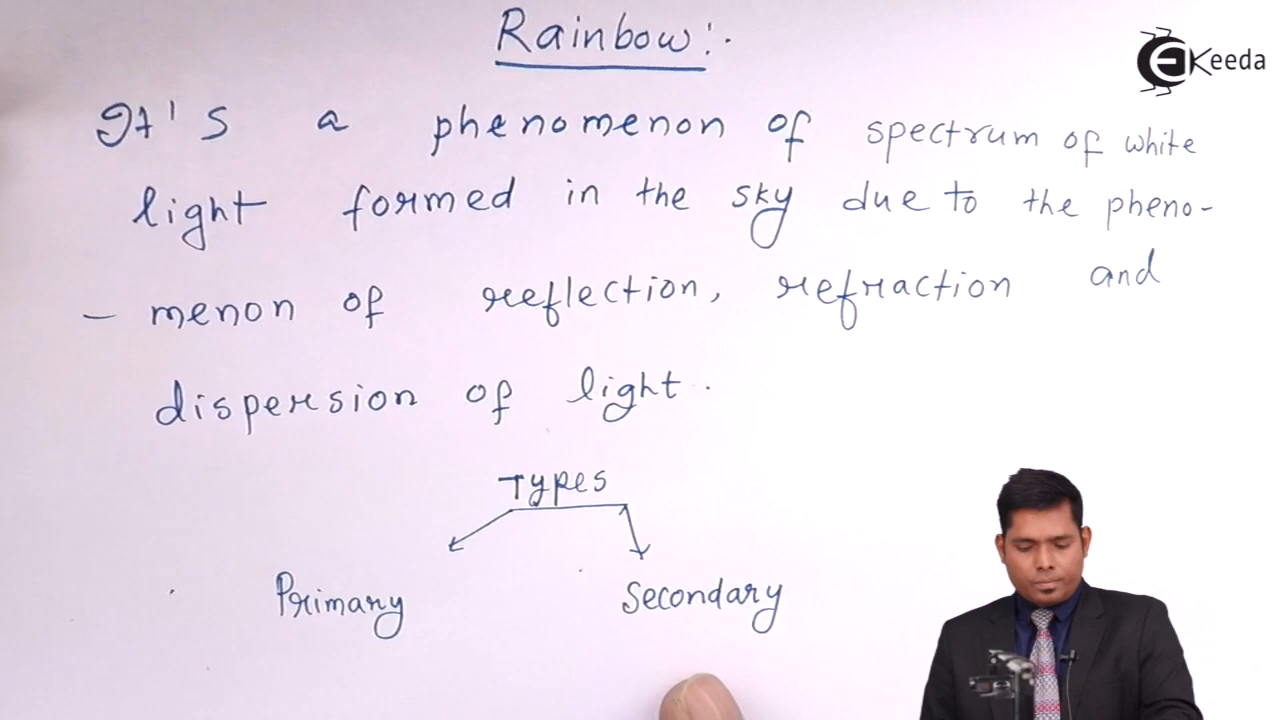 Rainbow:.
EKeeda
It's a phenomenon of spectrum of white
light formed in the sky due to the pheno-
- menon of reflection, refraction and
dispersion of light.
Types
Primary Secondary